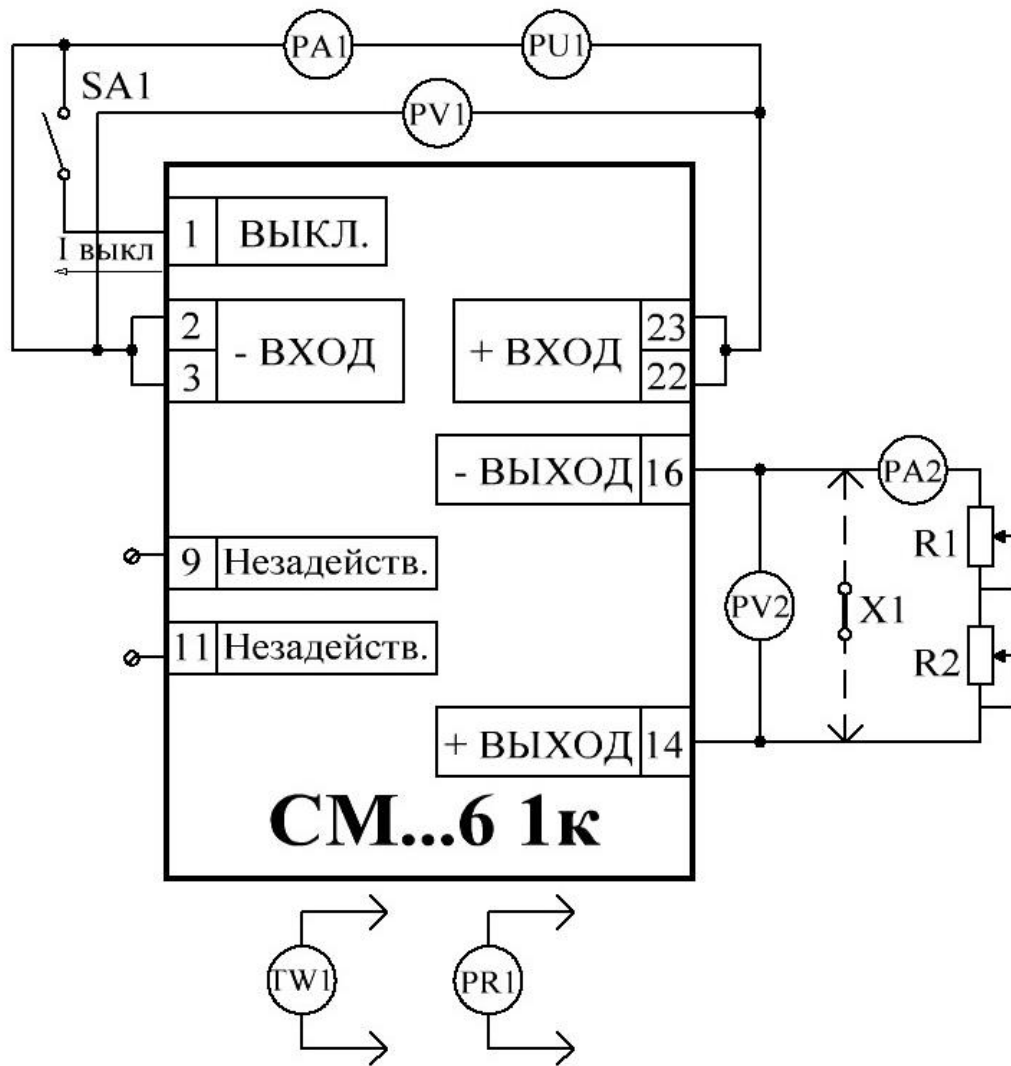 PA1
PU1
SA1
PV1
1 ВЫКЛ.
I выкл
2
3
- ВХОД
+ ВХОД
23
22
- ВЫХОД 16
PA2
R1
9 Незадейств.
PV2
X1
11 Незадейств.
R2
+ ВЫХОД 14
СМ...6 1к
TW1
PR1